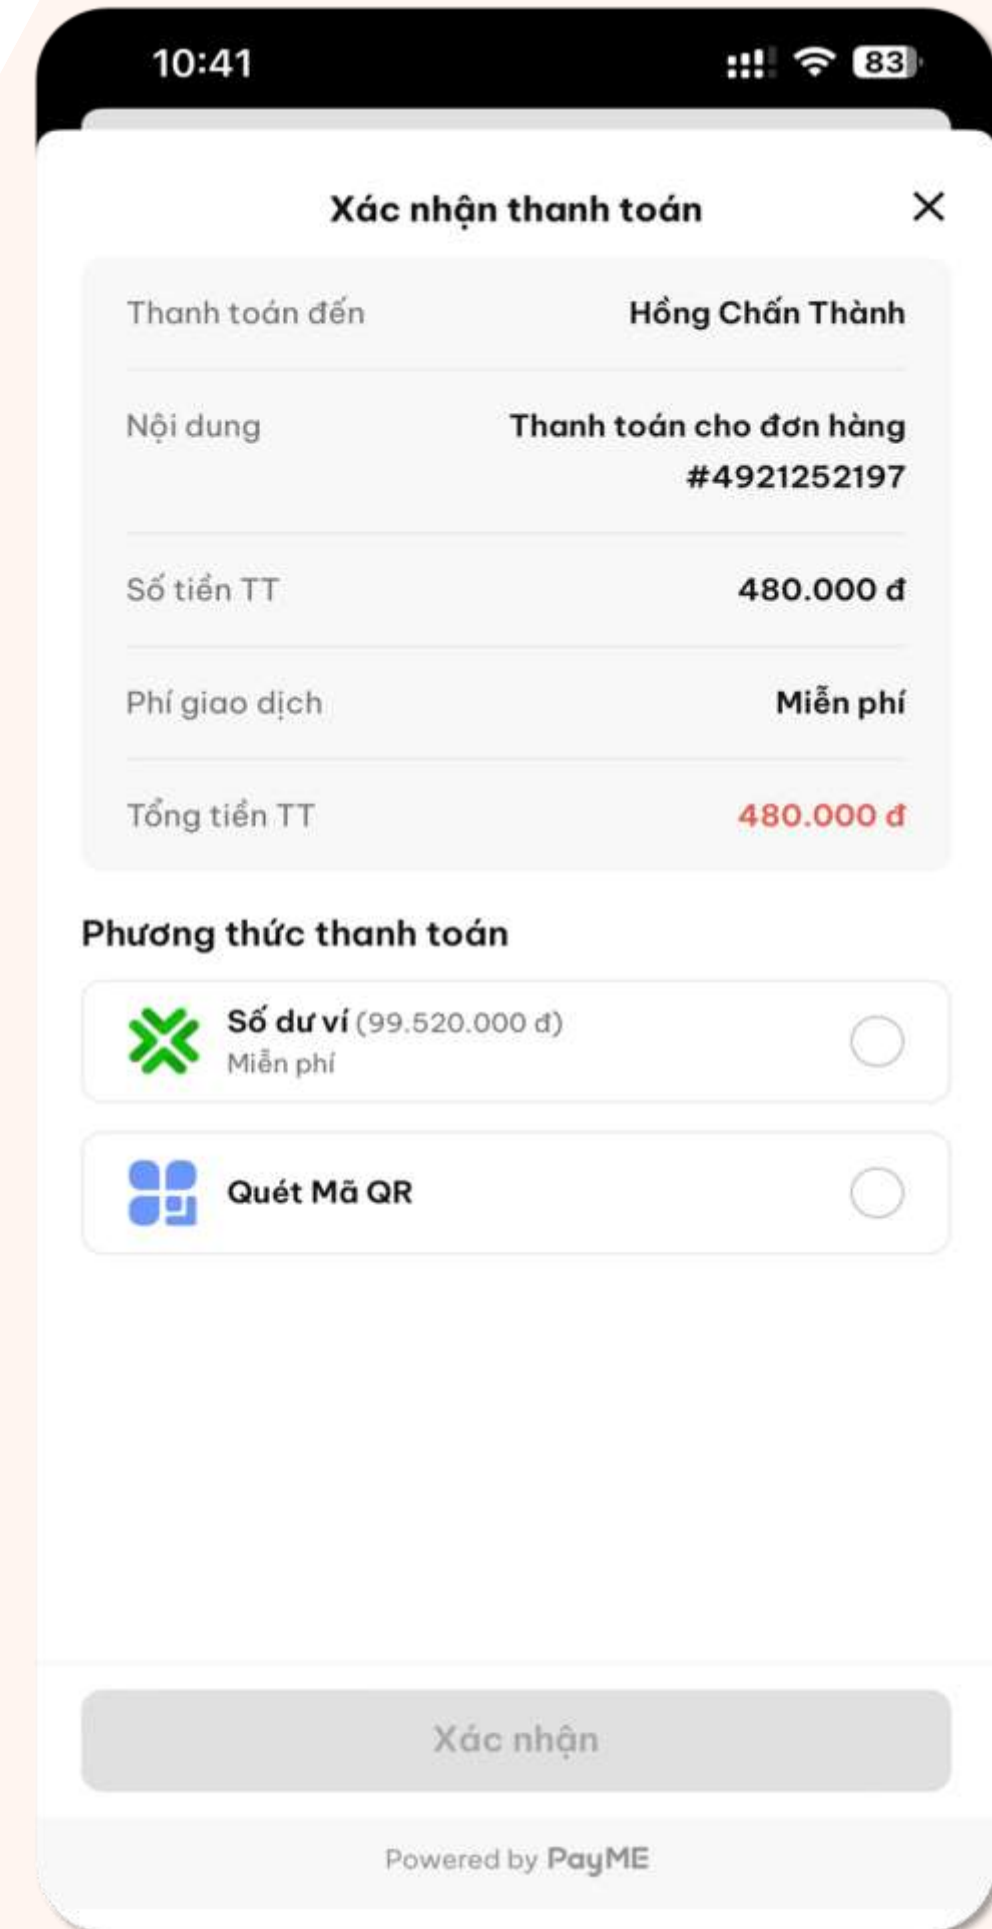 10:41
83
Xác nhận thanh toán
Thanh toán đến Hồng Chấn Thành
Nội dung Thanh toán cho đơn hàng
#4921252197
Số tiền TT 480.000 đ
Phí giao dịch Miễn phí
Tổng tiền TT 480.000 đ
Phương thức thanh toán
Số dư ví (99.520.000 đ)
Miễn phí
Quét Mã QR
Xác nhận
Powered by PayME